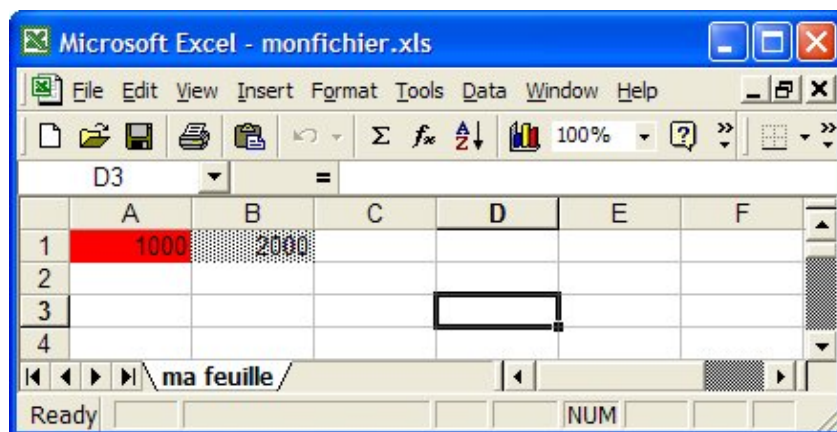 Microsoft Excel - monfichier.xls
File Edit View Insert Format Tools Data Window Help
Σ fx A Z 100% ? » »
D3 =
A B C D E F
1 1000 2000
2
3
4
ma feuille
Ready NUM